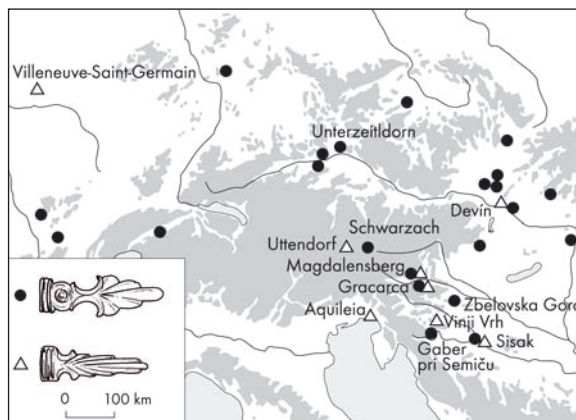 Villeneuve-Saint-Germain
Unterzeitldorn
Devín
Schwarzach
Uttendorf
Magdalensberg
Gracarca
Zbelovska Gora
Aquileia
Vinji Vrh
Gaber
pri Semiču
Sisak
0 100 km